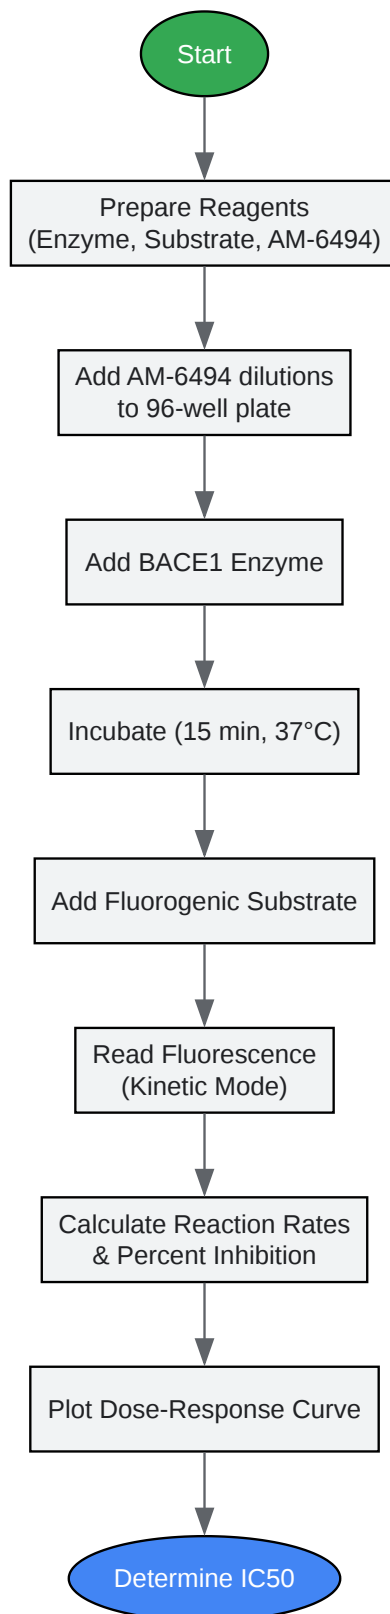 Start
Prepare Reagents
(Enzyme, Substrate, AM-6494)
Add AM-6494 dilutions
to 96-well plate
Add BACE1 Enzyme
Incubate (15 min, 37°C)
Add Fluorogenic Substrate
Read Fluorescence
(Kinetic Mode)
Calculate Reaction Rates
& Percent Inhibition
Plot Dose-Response Curve
Determine IC50